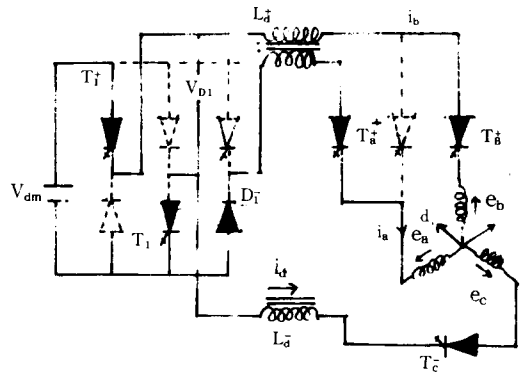 L_d^+
i_b
T_1^+
V_D1
T_a^+
T_B^+
V_dm
D_1^-
T_1
d
e_b
i_a
e_a
i_d
e_c
L_d^-
T_c^-